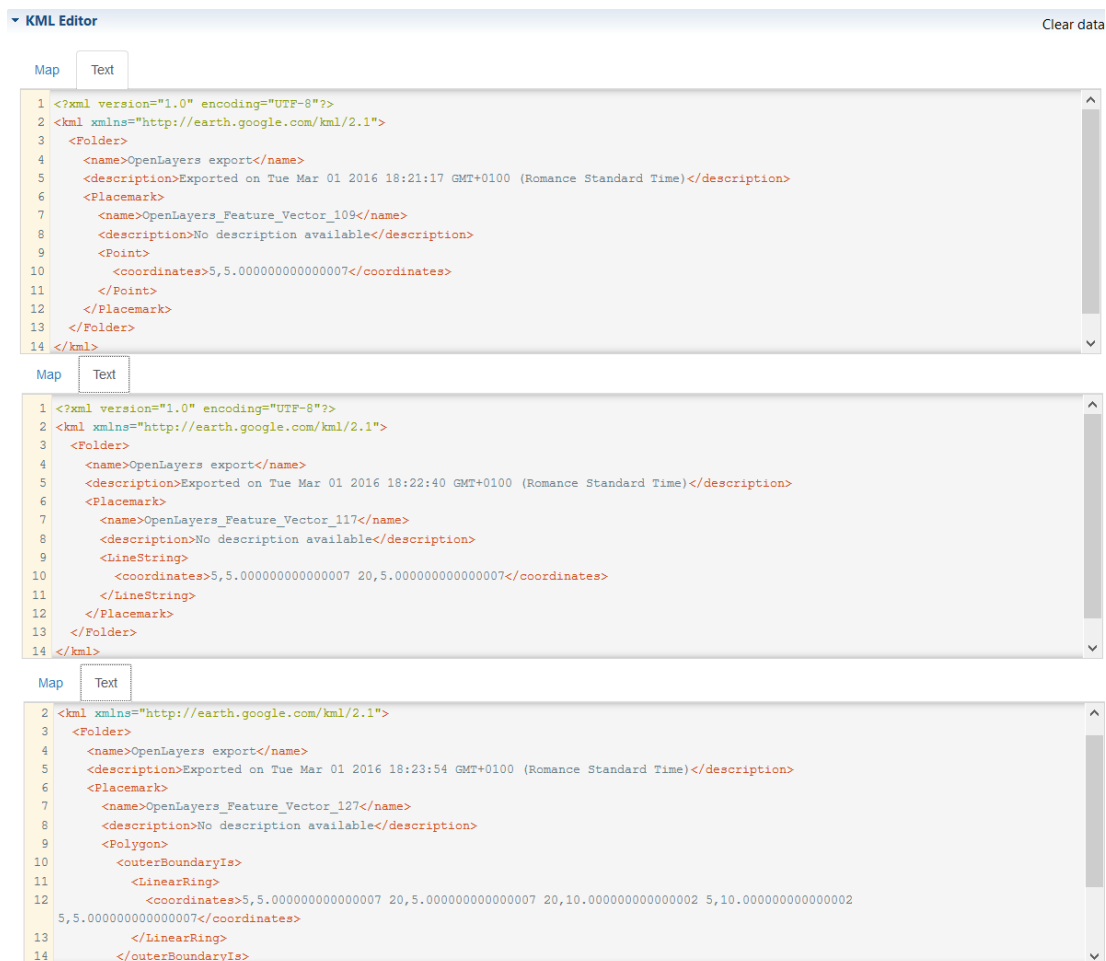 KML Editor
Clear data
Map Text
1 <?xml version="1.0" encoding="UTF-8"?>
2 <kml xmlns="http://earth.google.com/kml/2.1">
3 <Folder>
4 <name>OpenLayers export</name>
5 <description>Exported on Tue Mar 01 2016 18:21:17 GMT+0100 (Romance Standard Time)</description>
6 <Placemark>
7 <name>OpenLayers_Feature_Vector_109</name>
8 <description>No description available</description>
9 <Point>
10 <coordinates>5,5.000000000000007</coordinates>
11 </Point>
12 </Placemark>
13 </Folder>
14 </kml>
Map Text
1 <?xml version="1.0" encoding="UTF-8"?>
2 <kml xmlns="http://earth.google.com/kml/2.1">
3 <Folder>
4 <name>OpenLayers export</name>
5 <description>Exported on Tue Mar 01 2016 18:22:40 GMT+0100 (Romance Standard Time)</description>
6 <Placemark>
7 <name>OpenLayers_Feature_Vector_117</name>
8 <description>No description available</description>
9 <LineString>
10 <coordinates>5,5.000000000000007 20,5.000000000000007</coordinates>
11 </LineString>
12 </Placemark>
13 </Folder>
14 </kml>
Map Text
2 <kml xmlns="http://earth.google.com/kml/2.1">
3 <Folder>
4 <name>OpenLayers export</name>
5 <description>Exported on Tue Mar 01 2016 18:23:54 GMT+0100 (Romance Standard Time)</description>
6 <Placemark>
7 <name>OpenLayers_Feature_Vector_127</name>
8 <description>No description available</description>
9 <Polygon>
10 <outerBoundaryIs>
11 <LinearRing>
12 <coordinates>5,5.000000000000007 20,5.000000000000007 20,10.000000000000002 5,10.000000000000002
5,5.000000000000007</coordinates>
13 </LinearRing>
14 </outerBoundaryIs>